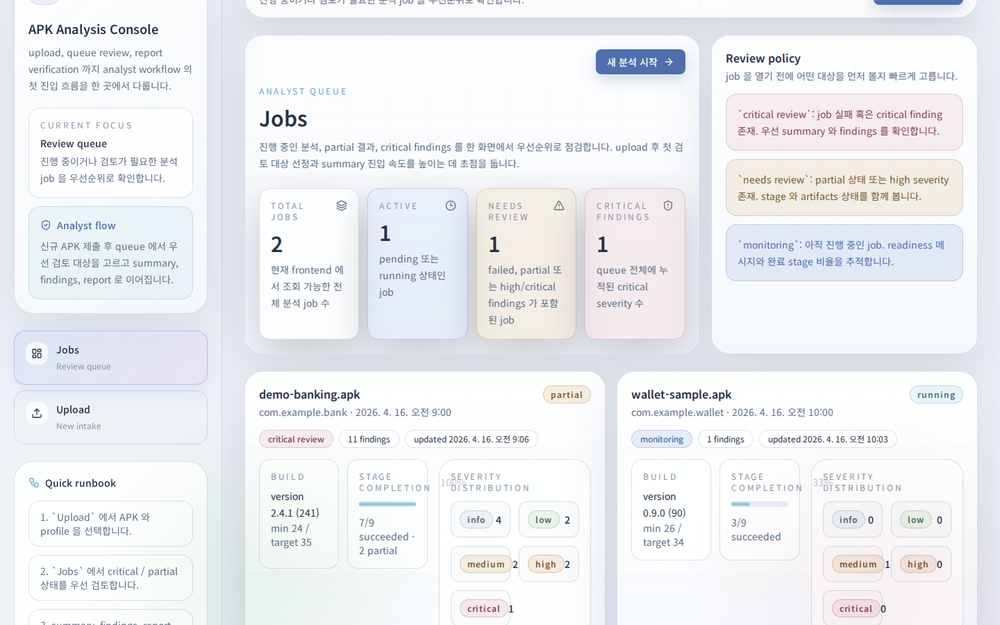 APK Analysis Console
upload, queue review, report
verification 까지 analyst workflow 의
첫 진입 흐름을 한 곳에서 다룹니다.
CURRENT FOCUS
Review queue
진행 중이거나 검토가 필요한 분석
job 을 우선순위로 확인합니다.
Analyst flow
신규 APK 제출 후 queue 에서 우
선 검토 대상을 고르고 summary,
findings, report 로 이어집니다.
Jobs
Review queue
Upload
New intake
Quick runbook
1. `Upload` 에서 APK 와
profile 을 선택합니다.
2. `Jobs` 에서 critical / partial
상태를 우선 검토합니다.
3. summary, findings, report
진행 중이거나 검토가 필요한 분석 job 을 우선순위로 확인합니다.
새 분석 시작
ANALYST QUEUE
Jobs
진행 중인 분석, partial 결과, critical findings 를 한 화면에서 우선순위로 점검합니다. upload 후 첫 검
토 대상 선정과 summary 진입 속도를 높이는 데 초점을 둡니다.
TOTAL
JOBS
2
현재 frontend 에
서 조회 가능한 전
체 분석 job 수
ACTIVE
1
pending 또는
running 상태인
job
NEEDS
REVIEW
1
failed, partial 또
는 high/critical
findings 가 포함
된 job
CRITICAL
FINDINGS
1
queue 전체에 누
적된 critical
severity 수
Review policy
job 을 열기 전에 어떤 대상을 먼저 볼지 빠르게 고릅니다.
`critical review`: job 실패 혹은 critical finding
존재. 우선 summary 와 findings 를 확인합니다.
`needs review`: partial 상태 또는 high severity
존재. stage 와 artifacts 상태를 함께 봅니다.
`monitoring`: 아직 진행 중인 job. readiness 메
시지와 완료 stage 비율을 추적합니다.
demo-banking.apk
partial
com.example.bank · 2026. 4. 16. 오전 9:00
critical review
11 findings
updated 2026. 4. 16. 오전 9:06
BUILD
version
2.4.1 (241)
min 24 /
target 35
STAGE
COMPLETION
7/9
succeeded ·
2 partial
SEVERITY
DISTRIBUTION
info 4
low 2
medium 2
high 2
critical 1
wallet-sample.apk
running
com.example.wallet · 2026. 4. 16. 오전 10:00
monitoring
1 findings
updated 2026. 4. 16. 오전 10:03
BUILD
version
0.9.0 (90)
min 26 /
target 34
STAGE
COMPLETION
3/9
succeeded
SEVERITY
DISTRIBUTION
info 0
low 0
medium 1
high 0
critical 0